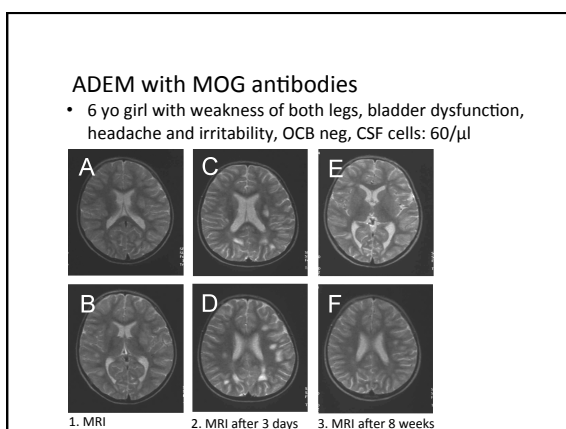 ADEM with MOG antibodies
• 6 yo girl with weakness of both legs, bladder dysfunction,
headache and irritability, OCB neg, CSF cells: 60/µl
A
C
E
B
D
F
1. MRI
2. MRI after 3 days
3. MRI after 8 weeks